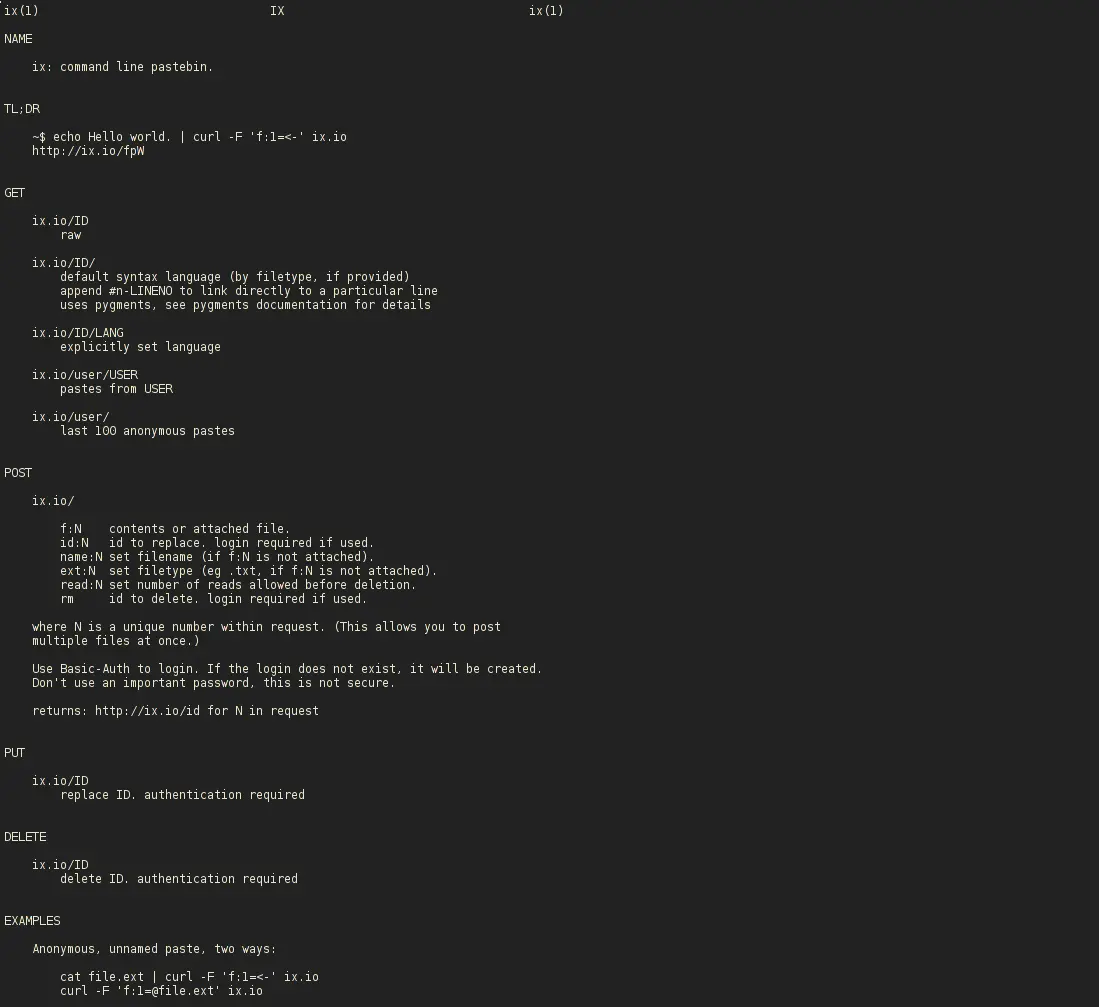 ix(1)                                 IX                                   ix(1)
NAME
    ix: command line pastebin.
TL;DR
    ~$ echo Hello world. | curl -F 'f:1=<-' ix.io
    http://ix.io/fpW
GET
    ix.io/ID
        raw
    ix.io/ID/
        default syntax language (by filetype, if provided)
        append #n-LINENO to link directly to a particular line
        uses pygments, see pygments documentation for details
    ix.io/ID/LANG
        explicitly set language
    ix.io/user/USER
        pastes from USER
    ix.io/user/
        last 100 anonymous pastes
POST
    ix.io/
        f:N    contents or attached file.
        id:N   id to replace. login required if used.
        name:N set filename (if f:N is not attached).
        ext:N  set filetype (eg .txt, if f:N is not attached).
        read:N set number of reads allowed before deletion.
        rm     id to delete. login required if used.
    where N is a unique number within request. (This allows you to post
    multiple files at once.)
    Use Basic-Auth to login. If the login does not exist, it will be created.
    Don't use an important password, this is not secure.
    returns: http://ix.io/id for N in request
PUT
    ix.io/ID
        replace ID. authentication required
DELETE
    ix.io/ID
        delete ID. authentication required
EXAMPLES
    Anonymous, unnamed paste, two ways:
        cat file.ext | curl -F 'f:1=<-' ix.io
        curl -F 'f:1=@file.ext' ix.io